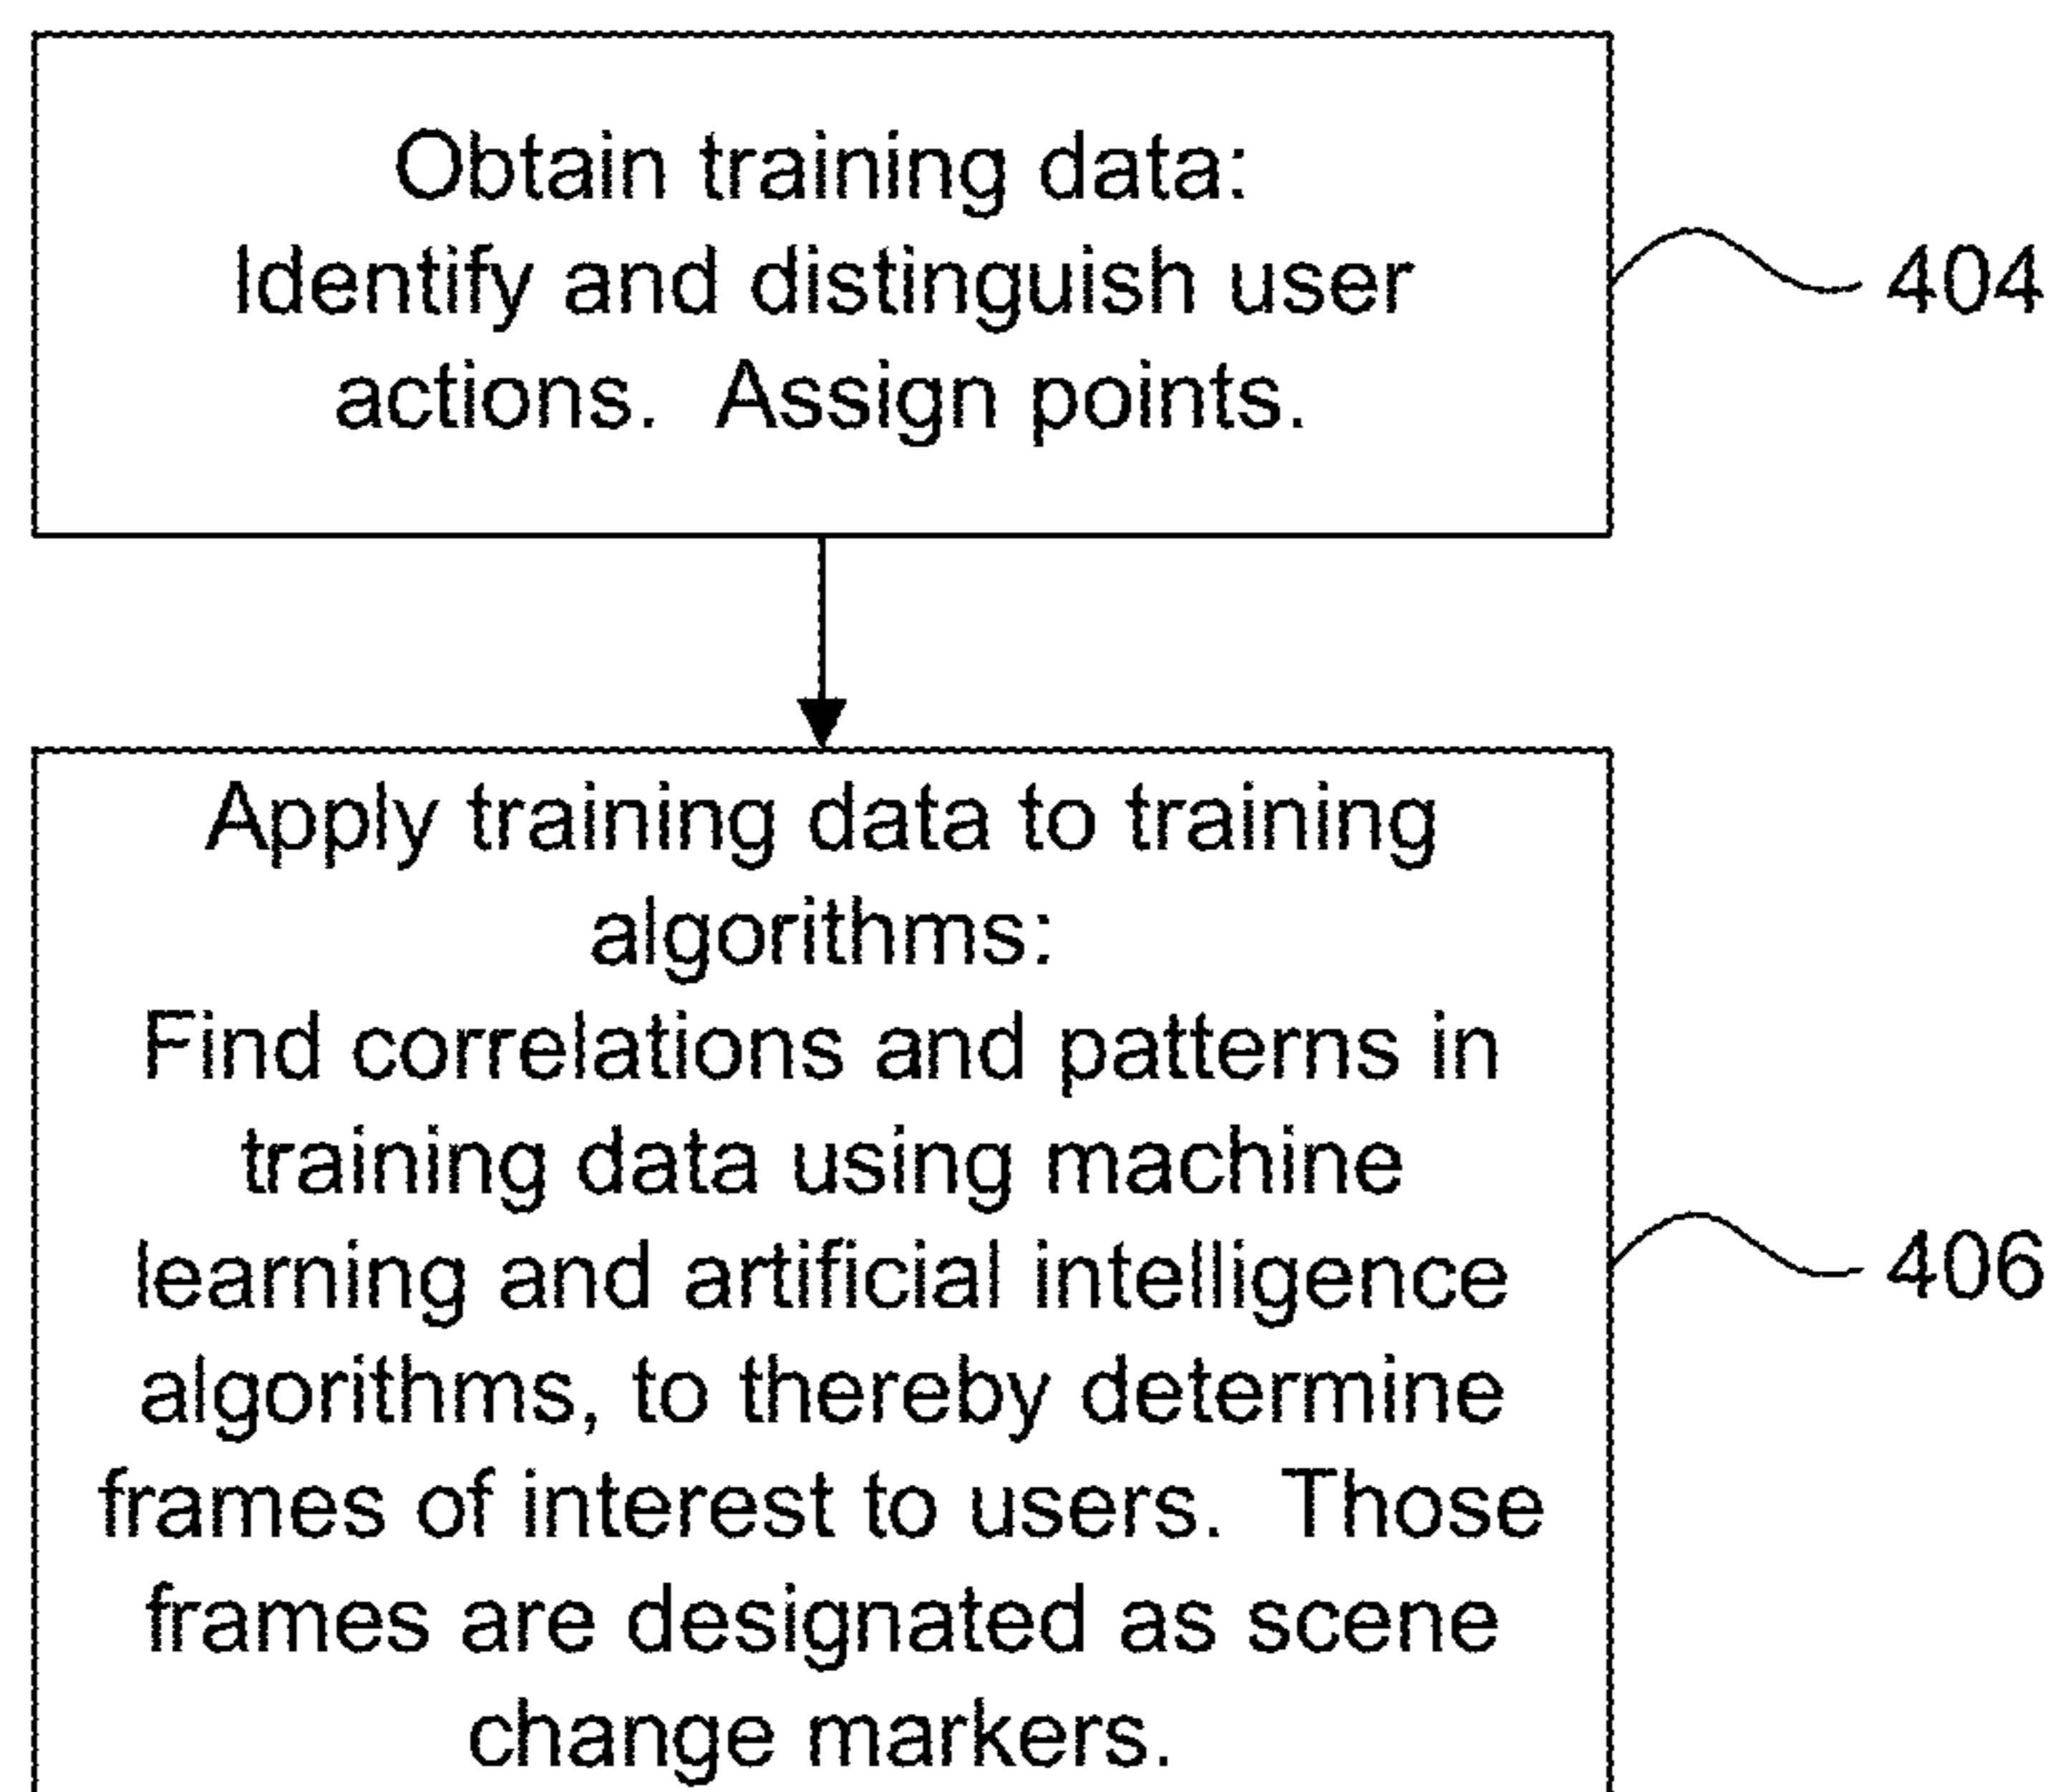 Obtain training data:
Identify and distinguish user
actions.  Assign points.
404
Apply training data to training
algorithms:
Find correlations and patterns in
training data using machine
learning and artificial intelligence
algorithms, to thereby determine
frames of interest to users.  Those
frames are designated as scene
change markers.
406